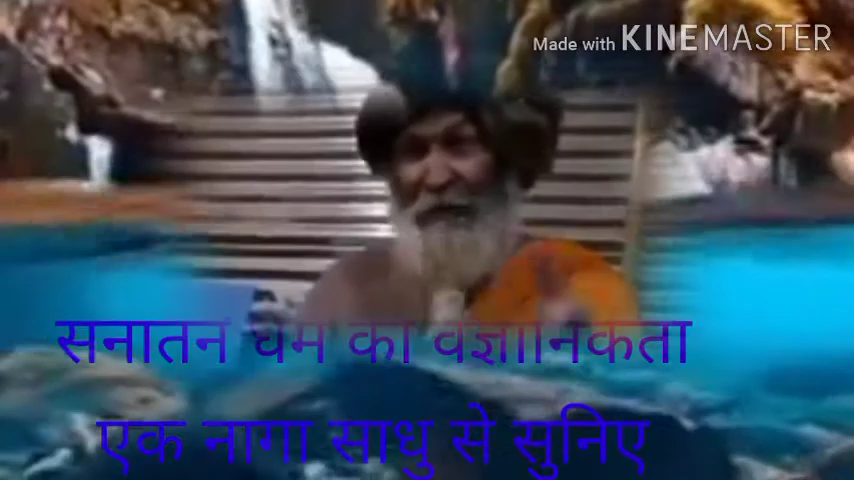 Made with KINEMASTER
सनातन धर्म की वैज्ञानिकता
एक नागा साधु से सुनिए